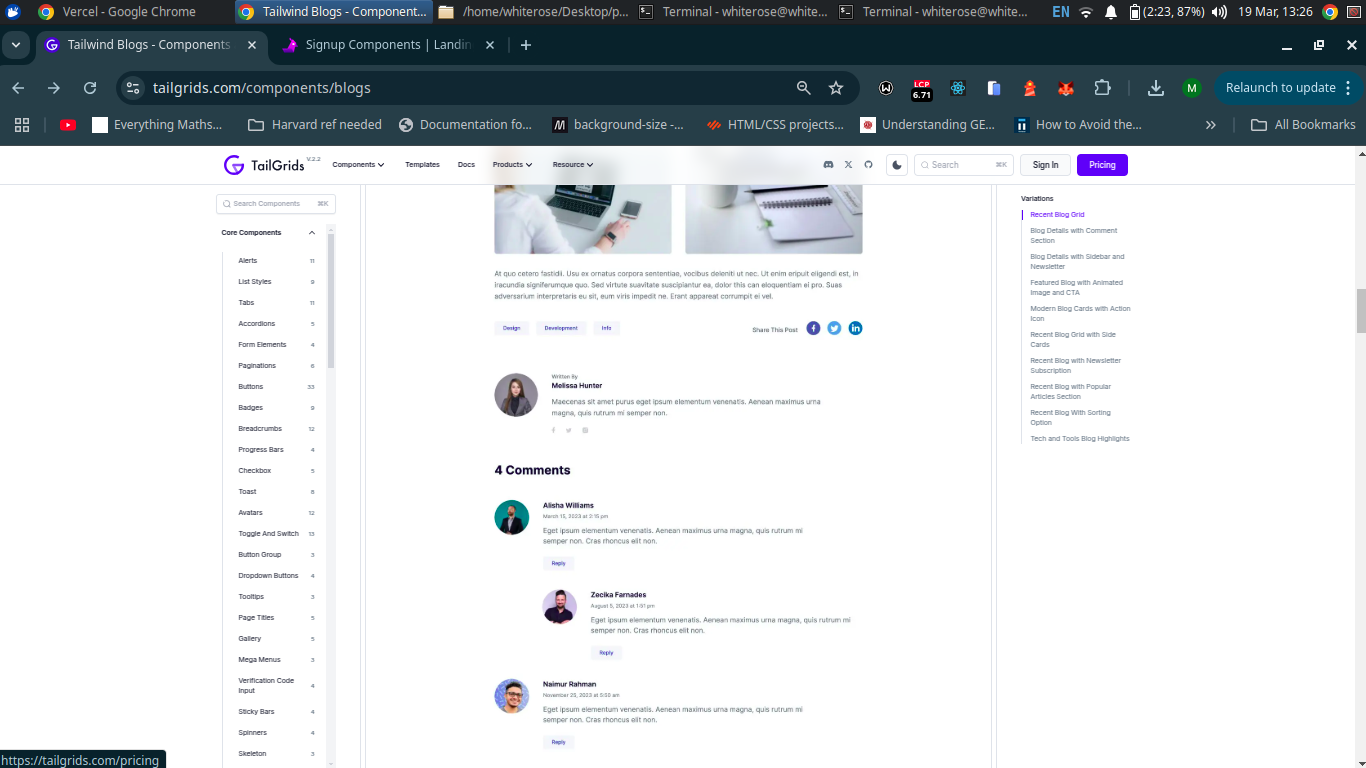 Vercel - Google Chrome
Tailwind Blogs - Component...
/home/whiterose/Desktop/p...
Terminal - whiterose@white...
Terminal - whiterose@white...
EN
(2:23, 87%)
19 Mar, 13:26
Tailwind Blogs - Components
Signup Components | Landin
tailgrids.com/components/blogs
LCP
6.71
M
Relaunch to update
Everything Maths...
Harvard ref needed
Documentation fo...
background-size -...
HTML/CSS projects...
Understanding GE...
How to Avoid the...
All Bookmarks
TailGrids
V.2.2
Components
Templates
Docs
Products
Resource
Search
⌘K
Sign In
Pricing
Search Components
⌘K
Core Components
Alerts 11
List Styles 9
Tabs 11
Accordions 5
Form Elements 4
Paginations 6
Buttons 33
Badges 9
Breadcrumbs 12
Progress Bars 4
Checkbox 5
Toast 8
Avatars 12
Toggle And Switch 13
Button Group 3
Dropdown Buttons 4
Tooltips 3
Page Titles 5
Gallery 5
Mega Menus 3
Verification Code
Input 4
Sticky Bars 4
Spinners 4
Skeleton 3
At quo cetero fastidii. Usu ex ornatus corpora sententiae, vocibus deleniti ut nec. Ut enim eripuit eligendi est, in
iracundia signiferumque quo. Sed virtute suavitate suscipiantur ea, dolor this can eloquentiam ei pro. Suas
adversarium interpretaris eu sit, eum viris impedit ne. Erant appareat corrumpit ei vel.
Design
Development
Info
Share This Post
Written By
Melissa Hunter
Maecenas sit amet purus eget ipsum elementum venenatis. Aenean maximus urna
magna, quis rutrum mi semper non.
4 Comments
Alisha Williams
March 13, 2023 at 2:15 pm
Eget ipsum elementum venenatis. Aenean maximus urna magna, quis rutrum mi
semper non. Cras rhoncus elit non.
Reply
Zecika Farnades
August 5, 2023 at 1:51 pm
Eget ipsum elementum venenatis. Aenean maximus urna magna, quis rutrum mi
semper non. Cras rhoncus elit non.
Reply
Naimur Rahman
November 25, 2023 at 5:50 am
Eget ipsum elementum venenatis. Aenean maximus urna magna, quis rutrum mi
semper non. Cras rhoncus elit non.
Reply
Variations
Recent Blog Grid
Blog Details with Comment
Section
Blog Details with Sidebar and
Newsletter
Featured Blog with Animated
Image and CTA
Modern Blog Cards with Action
Icon
Recent Blog Grid with Side
Cards
Recent Blog with Newsletter
Subscription
Recent Blog with Popular
Articles Section
Recent Blog With Sorting
Option
Tech and Tools Blog Highlights
https://tailgrids.com/pricing